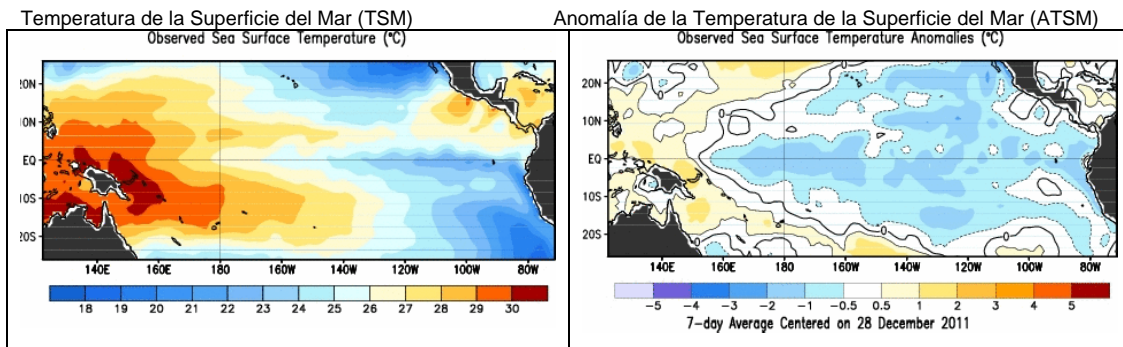 Temperatura de la Superficie del Mar (TSM)
Anomalía de la Temperatura de la Superficie del Mar (ATSM)
Observed Sea Surface Temperature (°C)
20N
10N
EQ
10S
20S
140E 160E 180 160W 140W 120W 100W 80W
18 19 20 21 22 23 24 25 26 27 28 29 30
Observed Sea Surface Temperature Anomalies (°C)
20N
10N
EQ
10S
20S
0 0 0 0
140E 160E 180 160W 140W 120W 100W 80W
-5 -4 -3 -2 -1 -0.5 0.5 1 2 3 4 5
7-day Average Centered on 28 December 2011